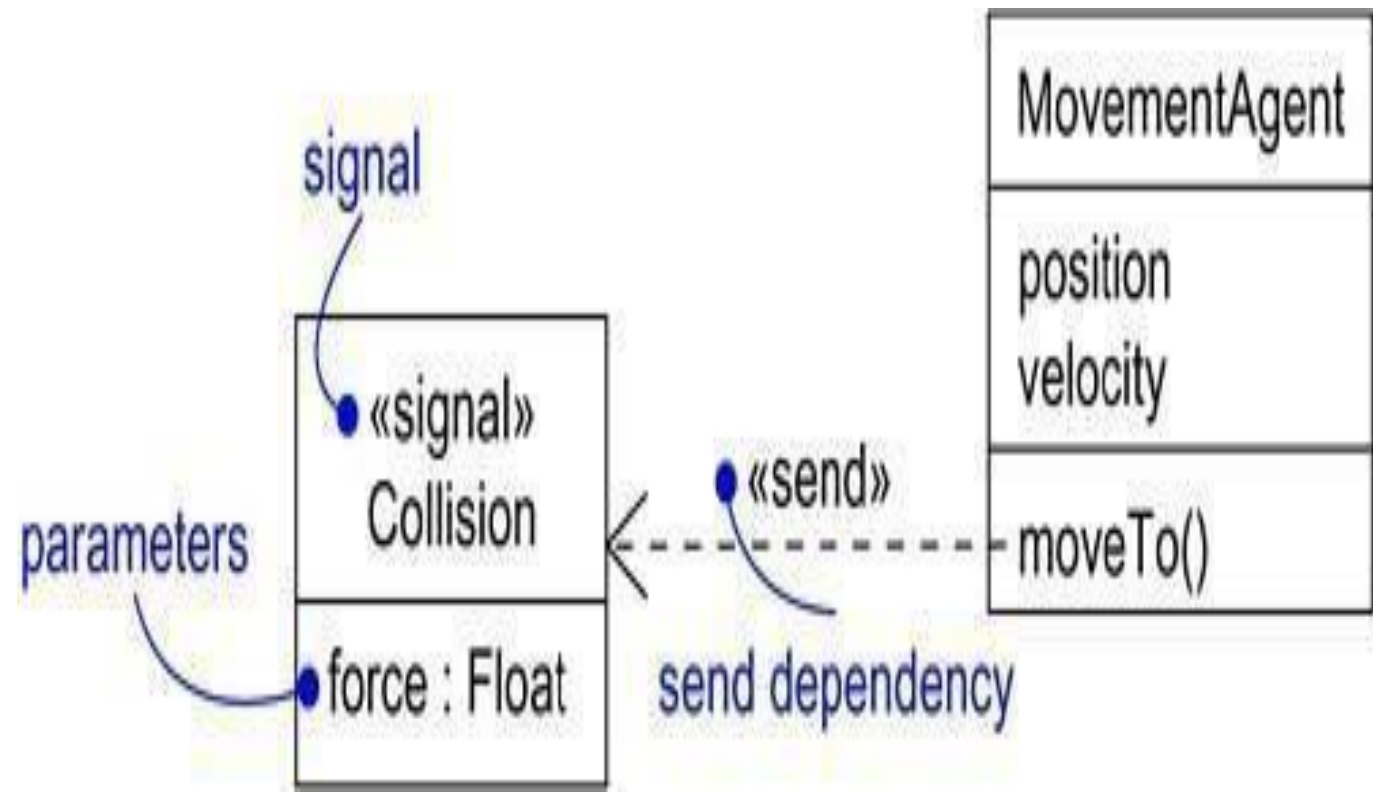 MovementAgent
position
velocity
moveTo()
signal
«signal»
Collision
«send»
parameters
force : Float
send dependency